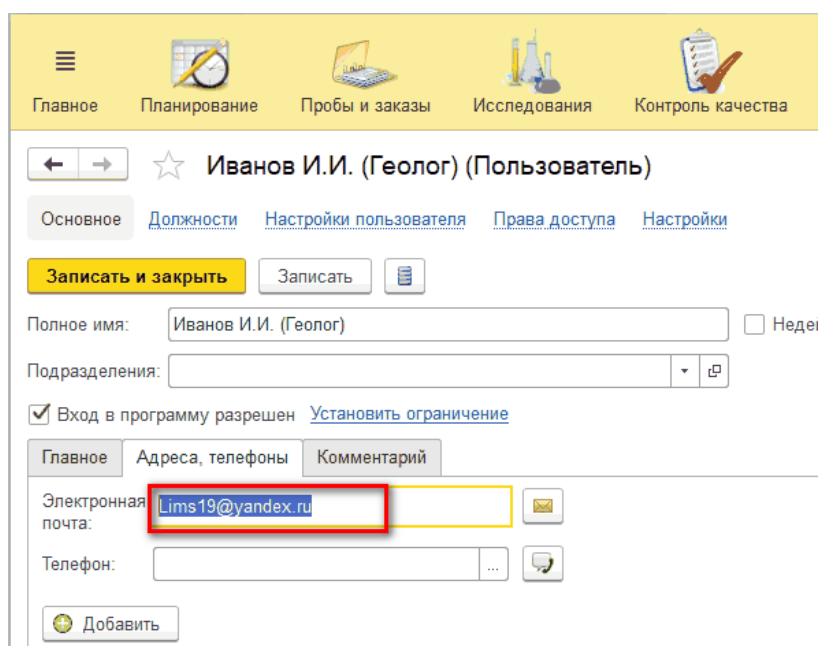 Главное Планирование Пробы и заказы Исследования Контроль качества
Иванов И.И. (Геолог) (Пользователь)
Основное Должности Настройки пользователя Права доступа Настройки
Записать и закрыть Записать
Полное имя: Иванов И.И. (Геолог) Недей
Подразделения:
Вход в программу разрешен Установить ограничение
Главное Адреса, телефоны Комментарий
Электронная
почта: Lims19@yandex.ru
Телефон: ...
Добавить